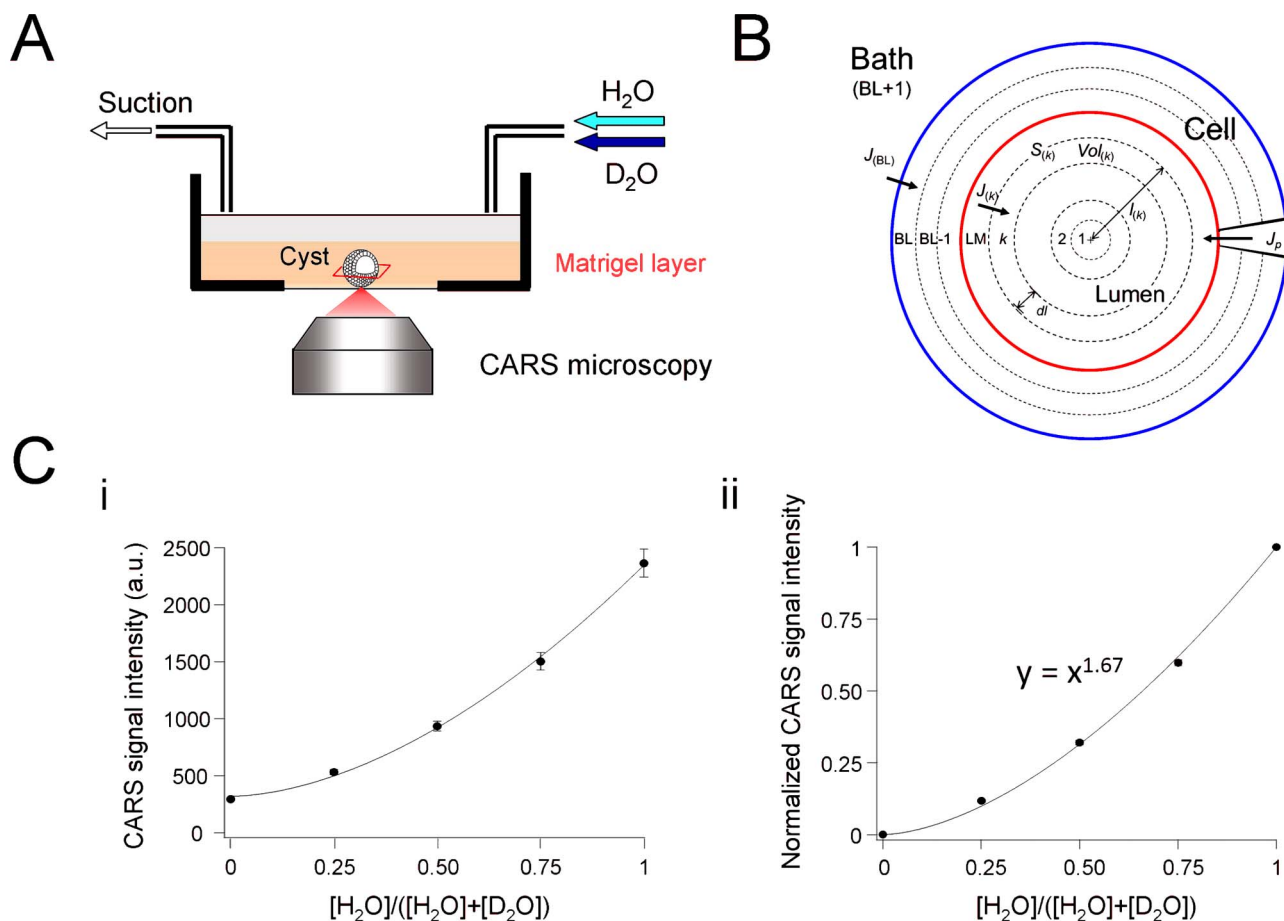 A
Suction
H₂O
D₂O
Cyst
Matrigel layer
CARS microscopy
B
Bath
(BL+1)
Cell
J(BL)
S(k) Vol(k)
J(k)
l(k)
BL BL-1 LM k 2 1
Jp
Lumen
dl
C
i
CARS signal intensity (a.u.)
2500
2000
1500
1000
500
0
0 0.25 0.50 0.75 1
[H₂O]/([H₂O]+[D₂O])
ii
Normalized CARS signal intensity
1
0.75
0.50
0.25
0
y = x^1.67
0 0.25 0.50 0.75 1
[H₂O]/([H₂O]+[D₂O])